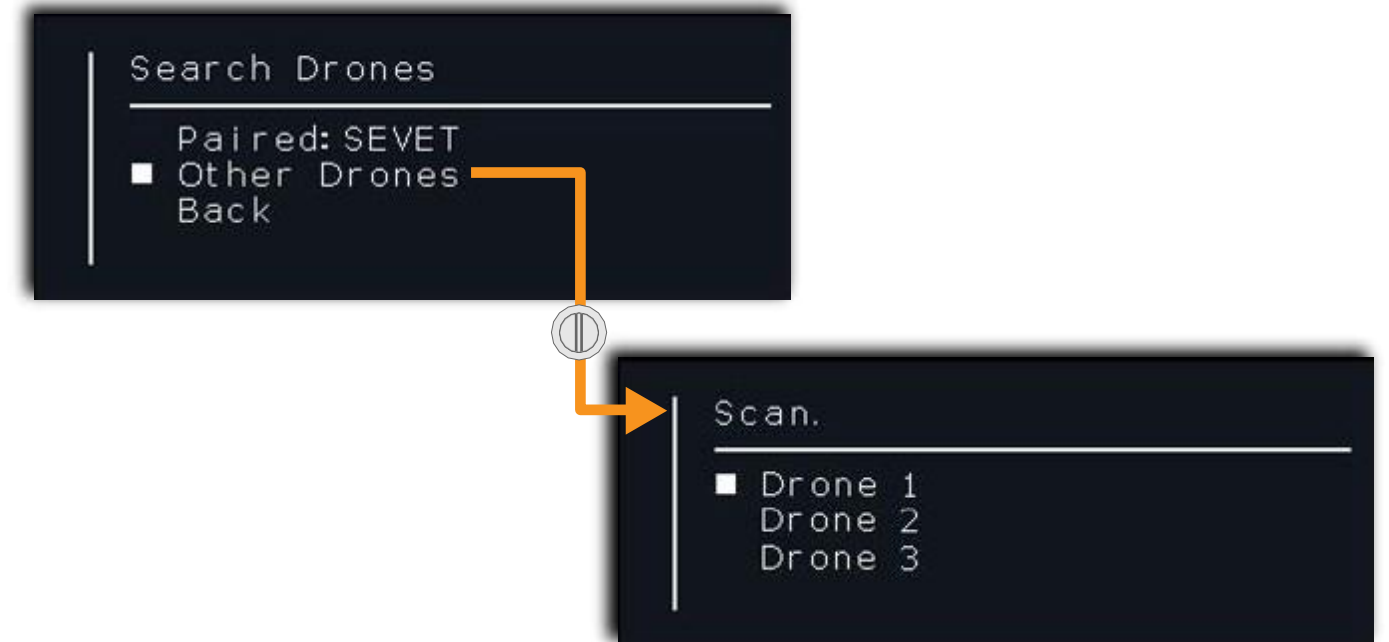 Search Drones
Paired: SEVET
Other Drones
Back
Scan.
Drone 1
Drone 2
Drone 3